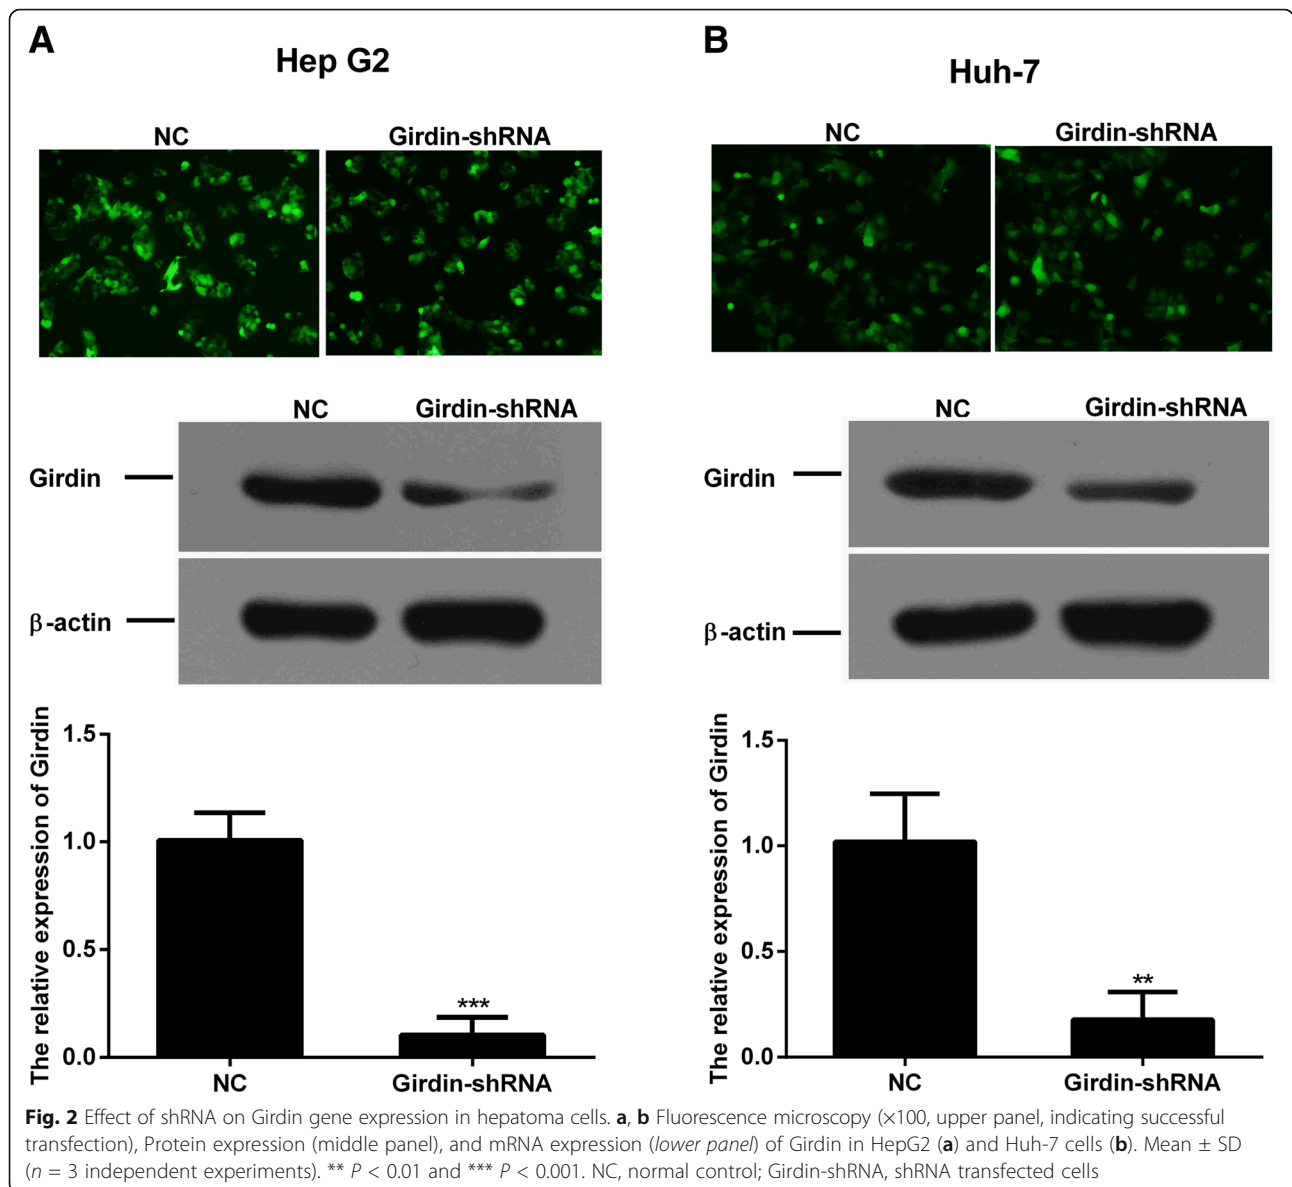 A
Hep G2
NC
Girdin-shRNA
NC
Girdin-shRNA
Girdin
β-actin
The relative expression of Girdin
1.5
1.0
0.5
0.0
***
NC
Girdin-shRNA
B
Huh-7
NC
Girdin-shRNA
NC
Girdin-shRNA
Girdin
β-actin
The relative expression of Girdin
1.5
1.0
0.5
0.0
**
NC
Girdin-shRNA
Fig. 2 Effect of shRNA on Girdin gene expression in hepatoma cells. a, b Fluorescence microscopy (×100, upper panel, indicating successful
transfection), Protein expression (middle panel), and mRNA expression (lower panel) of Girdin in HepG2 (a) and Huh-7 cells (b). Mean ± SD
(n = 3 independent experiments). ** P < 0.01 and *** P < 0.001. NC, normal control; Girdin-shRNA, shRNA transfected cells